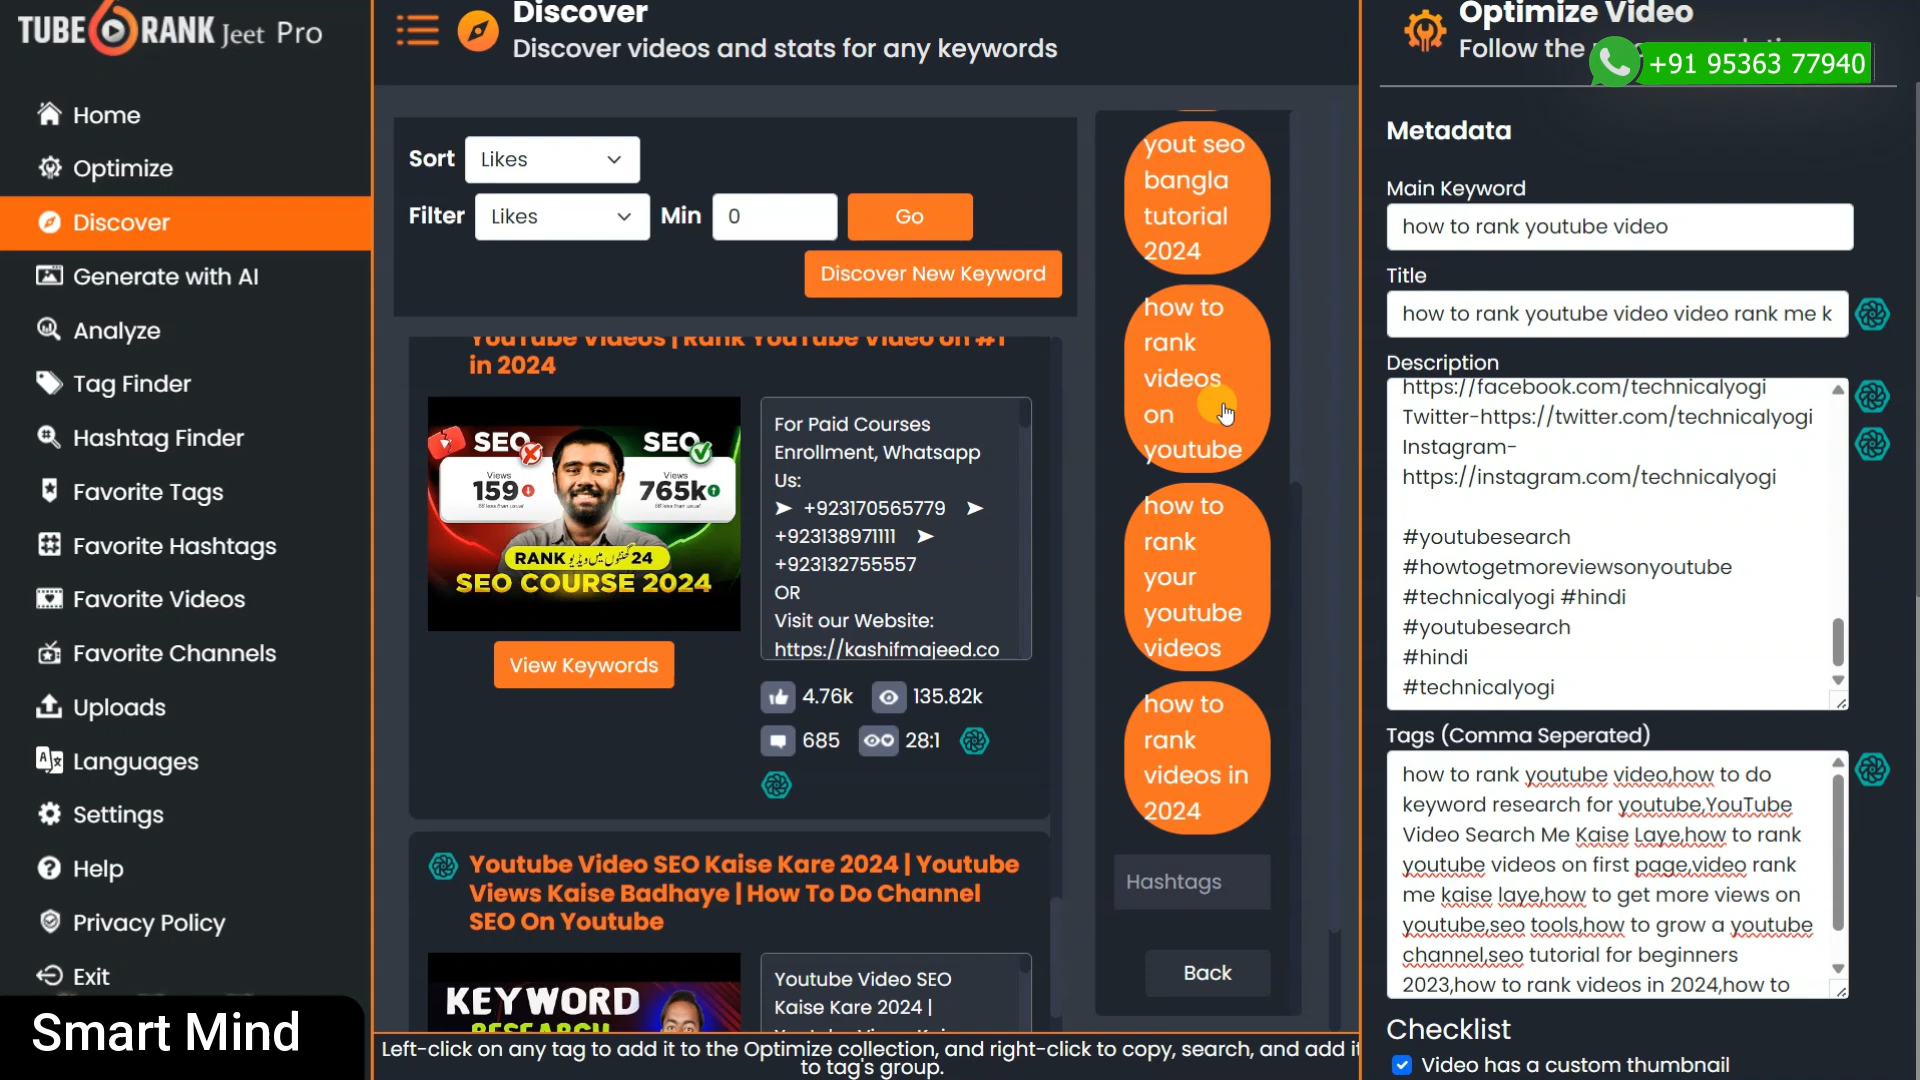 TUBE RANK Jeet Pro
Home
Optimize
Discover
Generate with AI
Analyze
Tag Finder
Hashtag Finder
Favorite Tags
Favorite Hashtags
Favorite Videos
Favorite Channels
Uploads
Languages
Settings
Help
Privacy Policy
Exit
Smart Mind
Discover
Discover videos and stats for any keywords
Sort
Likes
Filter
Likes
Min
0
Go
Discover New Keyword
YouTube Videos | Rank YouTube Video on #1
in 2024
SEO
SEO
Views
159
Views
765k
RANK
24
SEO COURSE 2024
View Keywords
For Paid Courses
Enrollment, Whatsapp
Us:
➤ +923170565779 ➤
+923138971111 ➤
+923132755557
OR
Visit our Website:
https://kashifmajeed.co
4.76k
135.82k
685
28:1
Youtube Video SEO Kaise Kare 2024 | Youtube
Views Kaise Badhaye | How To Do Channel
SEO On Youtube
KEYWORD
RESEARCH
Youtube Video SEO
Kaise Kare 2024 |
yout seo
bangla
tutorial
2024
how to
rank
videos
on
youtube
how to
rank
your
youtube
videos
how to
rank
videos in
2024
Hashtags
Back
Left-click on any tag to add it to the Optimize collection, and right-click to copy, search, and add it
to tag's group.
Optimize Video
Follow the
+91 95363 77940
Metadata
Main Keyword
how to rank youtube video
Title
how to rank youtube video video rank me k
Description
https://facebook.com/technicalyogi
Twitter-https://twitter.com/technicalyogi
Instagram-
https://instagram.com/technicalyogi
#youtubesearch
#howtogetmoreviewsonyoutube
#technicalyogi #hindi
#youtubesearch
#hindi
#technicalyogi
Tags (Comma Seperated)
how to rank youtube video,how to do
keyword research for youtube,YouTube
Video Search Me Kaise Laye,how to rank
youtube videos on first page,video rank
me kaise laye,how to get more views on
youtube,seo tools,how to grow a youtube
channel,seo tutorial for beginners
2023,how to rank videos in 2024,how to
Checklist
Video has a custom thumbnail